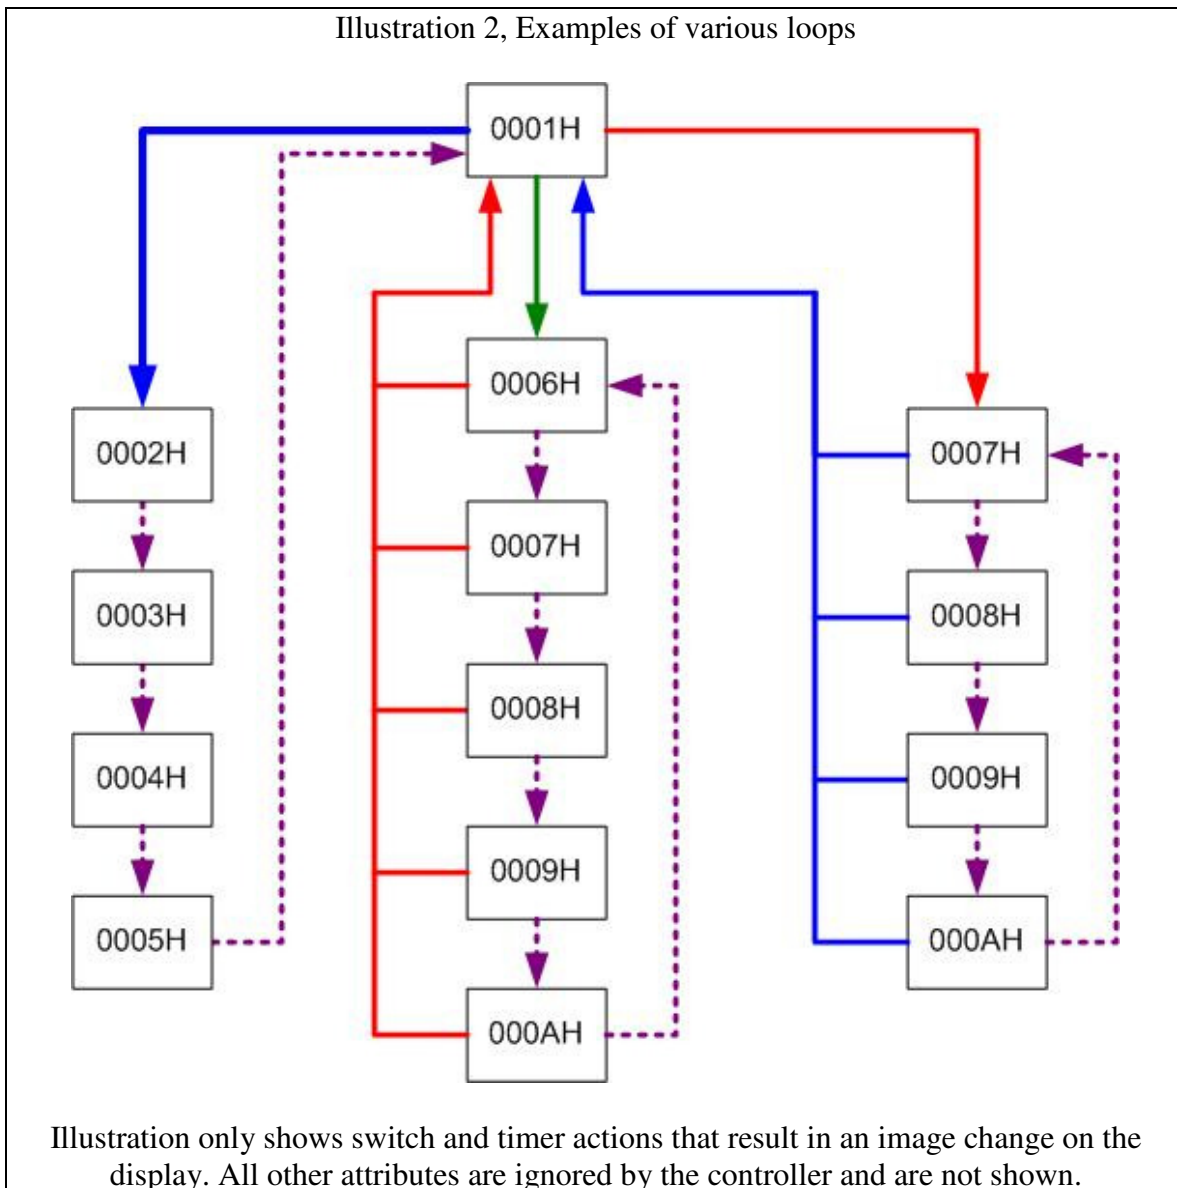 Illustration 2, Examples of various loops
0001H
0002H
0003H
0004H
0005H
0006H
0007H
0008H
0009H
000AH
0007H
0008H
0009H
000AH
Illustration only shows switch and timer actions that result in an image change on the
display. All other attributes are ignored by the controller and are not shown.